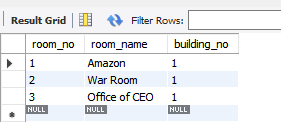 Result Grid Filter Rows:
room_no room_name building_no
1 Amazon 1
2 War Room 1
3 Office of CEO 1
NULL NULL NULL